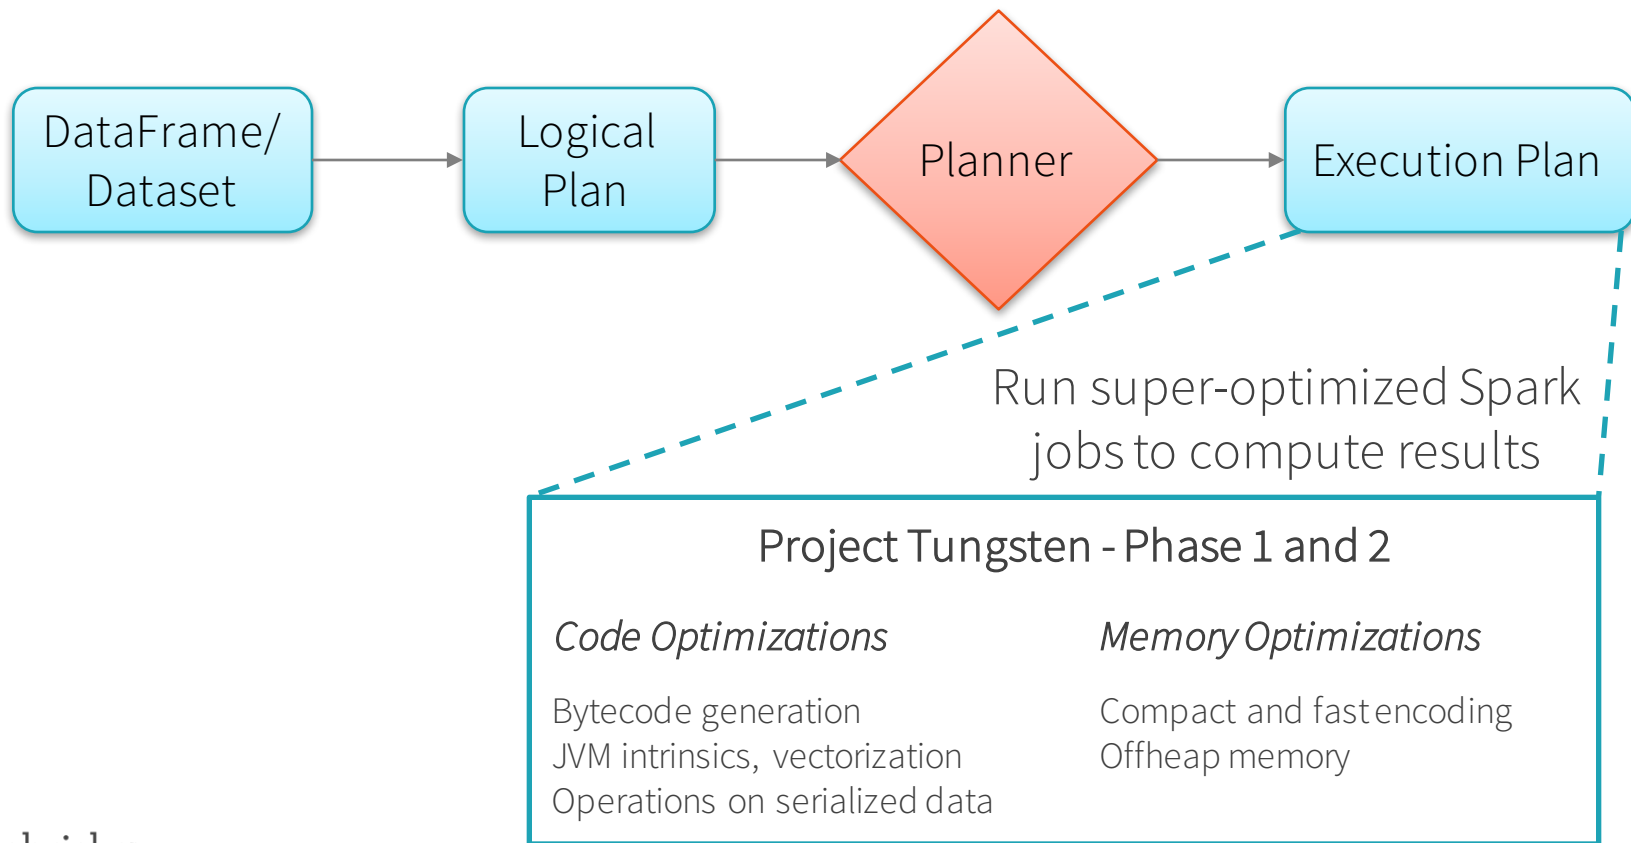 DataFrame/
Dataset
Logical
Plan
Planner
Execution Plan
Run super-optimized Spark
jobs to compute results
Project Tungsten - Phase 1 and 2
Code Optimizations
Bytecode generation
JVM intrinsics, vectorization
Operations on serialized data
Memory Optimizations
Compact and fast encoding
Offheap memory